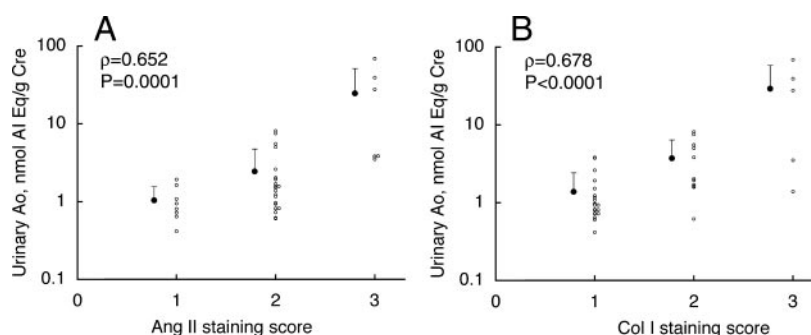 A
ρ=0.652
P=0.0001
Urinary Ao, nmol AI Eq/g Cre
100
10
1
0.1
0 1 2 3
Ang II staining score
B
ρ=0.678
P<0.0001
Urinary Ao, nmol AI Eq/g Cre
100
10
1
0.1
0 1 2 3
Col I staining score